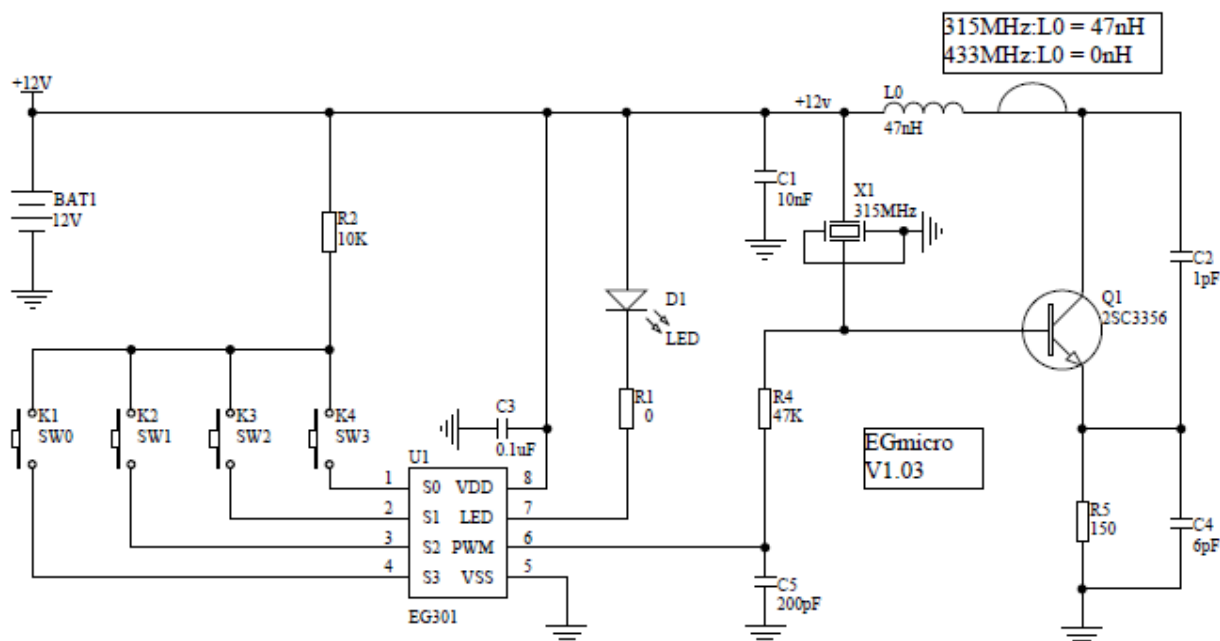 315MHz:L0 = 47nH
433MHz:L0 = 0nH
+12V
+12v
L0
47nH
BAT1
12V
R2
10K
C1
10nF
X1
315MHz
C2
1pF
D1
LED
Q1
2SC3356
K1
SW0
K2
SW1
K3
SW2
K4
SW3
C3
0.1uF
R1
0
R4
47K
EGmicro
V1.03
U1
1 S0 VDD 8
2 S1 LED 7
3 S2 PWM 6
4 S3 VSS 5
EG301
C5
200pF
R5
150
C4
6pF